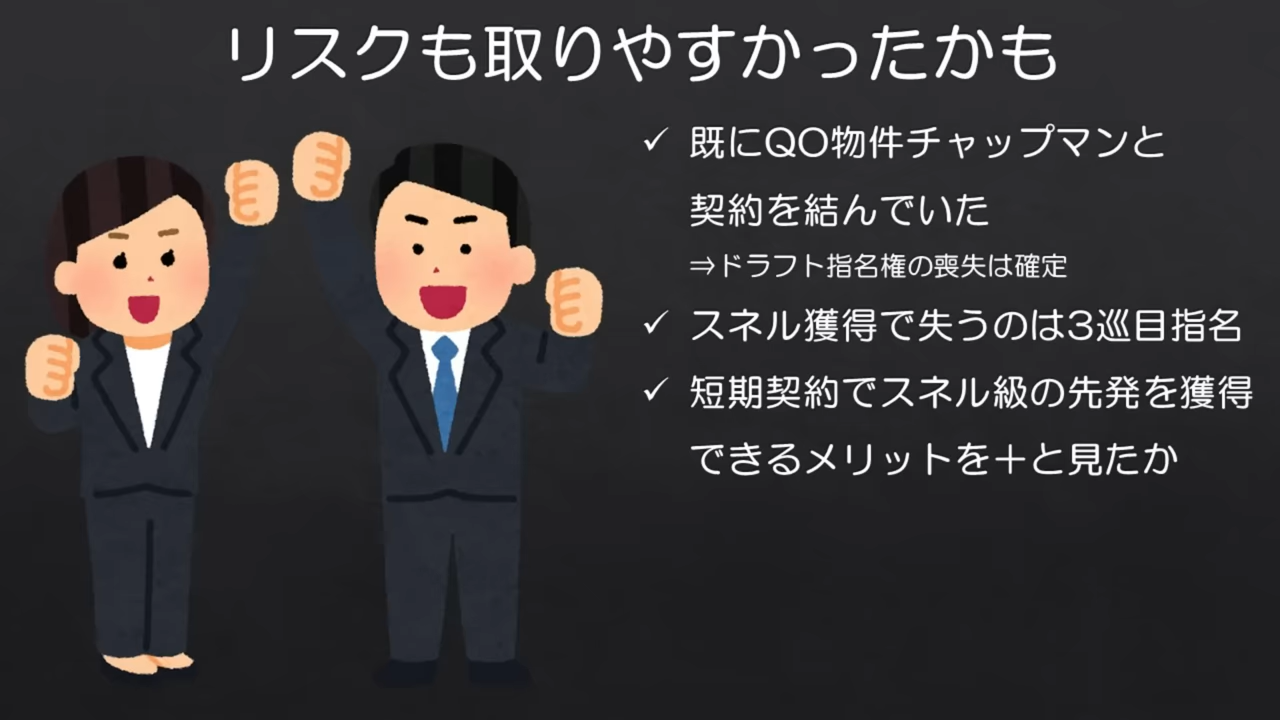 リスクも取りやすかったかも
✓ 既にQO物件チャップマンと
契約を結んでいた
⇒ドラフト指名権の喪失は確定
✓ スネル獲得で失うのは3巡目指名
✓ 短期契約でスネル級の先発を獲得
できるメリットを＋と見たか